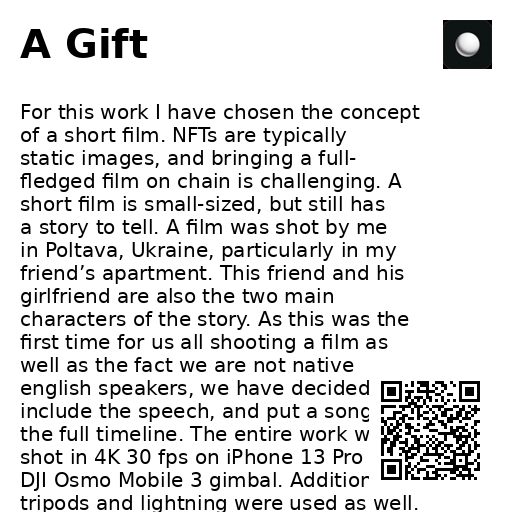 A Gift
For this work I have chosen the concept
of a short film. NFTs are typically
static images, and bringing a full-
fledged film on chain is challenging. A
short film is small-sized, but still has
a story to tell. A film was shot by me
in Poltava, Ukraine, particularly in my
friend’s apartment. This friend and his
girlfriend are also the two main
characters of the story. As this was the
first time for us all shooting a film as
well as the fact we are not native
english speakers, we have decided
include the speech, and put a song
the full timeline. The entire work
shot in 4K 30 fps on iPhone 13 Pro
DJI Osmo Mobile 3 gimbal.
tripods and lightning were used as well.